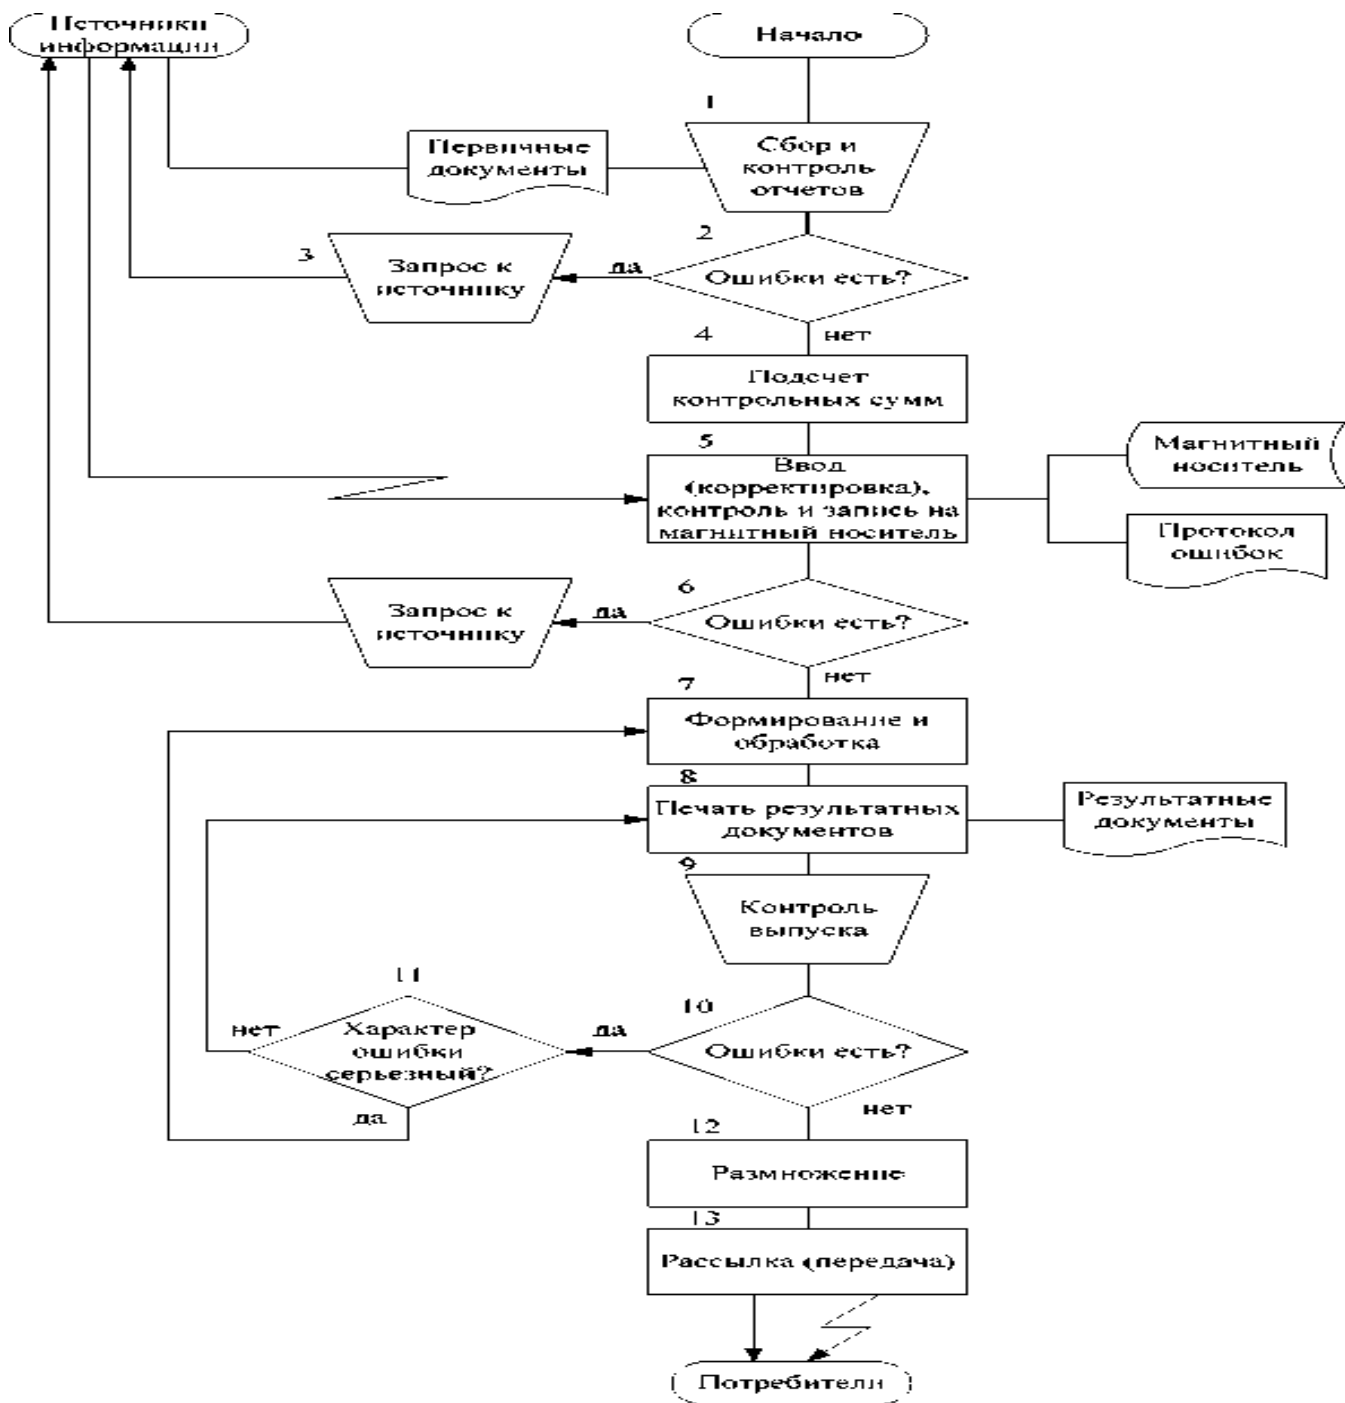 Источники
информации
Начало
1
Сбор и
контроль
отчетов
Первичные
документы
2
Ошибки есть?
да
3
Запрос к
источнику
нет
4
Подсчет
контрольных сумм
5
Ввод
(корректировка),
контроль и запись на
магнитный носитель
Магнитный
носитель
Протокол
ошибок
6
Ошибки есть?
да
Запрос к
источнику
нет
7
Формирование и
обработка
8
Печать результатных
документов
Результатные
документы
9
Контроль
выпуска
10
Ошибки есть?
да
11
Характер
ошибки
серьезный?
нет
да
нет
12
Размножение
13
Рассылка (передача)
Потребители